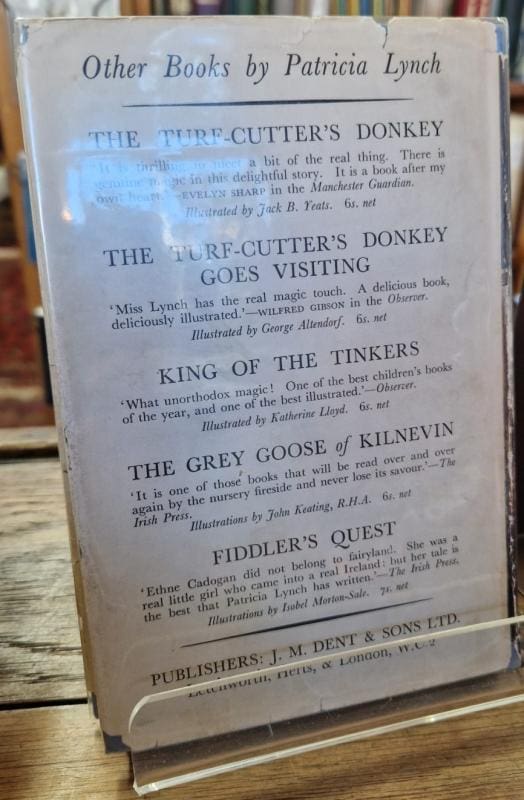 Other Books by Patricia Lynch
THE TURF-CUTTER'S DONKEY
'It is thrilling to meet a bit of the real thing. There is
genuine magic in this delightful story. It is a book after my
own heart.'—EVELYN SHARP in the Manchester Guardian.
Illustrated by Jack B. Yeats. 6s. net
THE TURF-CUTTER'S DONKEY
GOES VISITING
'Miss Lynch has the real magic touch. A delicious book,
deliciously illustrated.'—WILFRED GIBSON in the Observer.
Illustrated by George Altendorf. 6s. net
KING OF THE TINKERS
'What unorthodox magic! One of the best children's books
of the year, and one of the best illustrated.'—Observer.
Illustrated by Katherine Lloyd. 6s. net
THE GREY GOOSE of KILNEVIN
'It is one of those books that will be read over and over
again by the nursery fireside and never lose its savour.'—The
Irish Press.
Illustrations by John Keating, R.H.A. 6s. net
FIDDLER'S QUEST
'Ethne Cadogan did not belong to fairyland. She was a
real little girl who came into a real Ireland: but her tale is
the best that Patricia Lynch has written.'—The Irish Press.
Illustrations by Isobel Morton-Sale. 7s. net
PUBLISHERS: J. M. DENT & SONS LTD.
Letchworth, Herts, & London, W.C.2